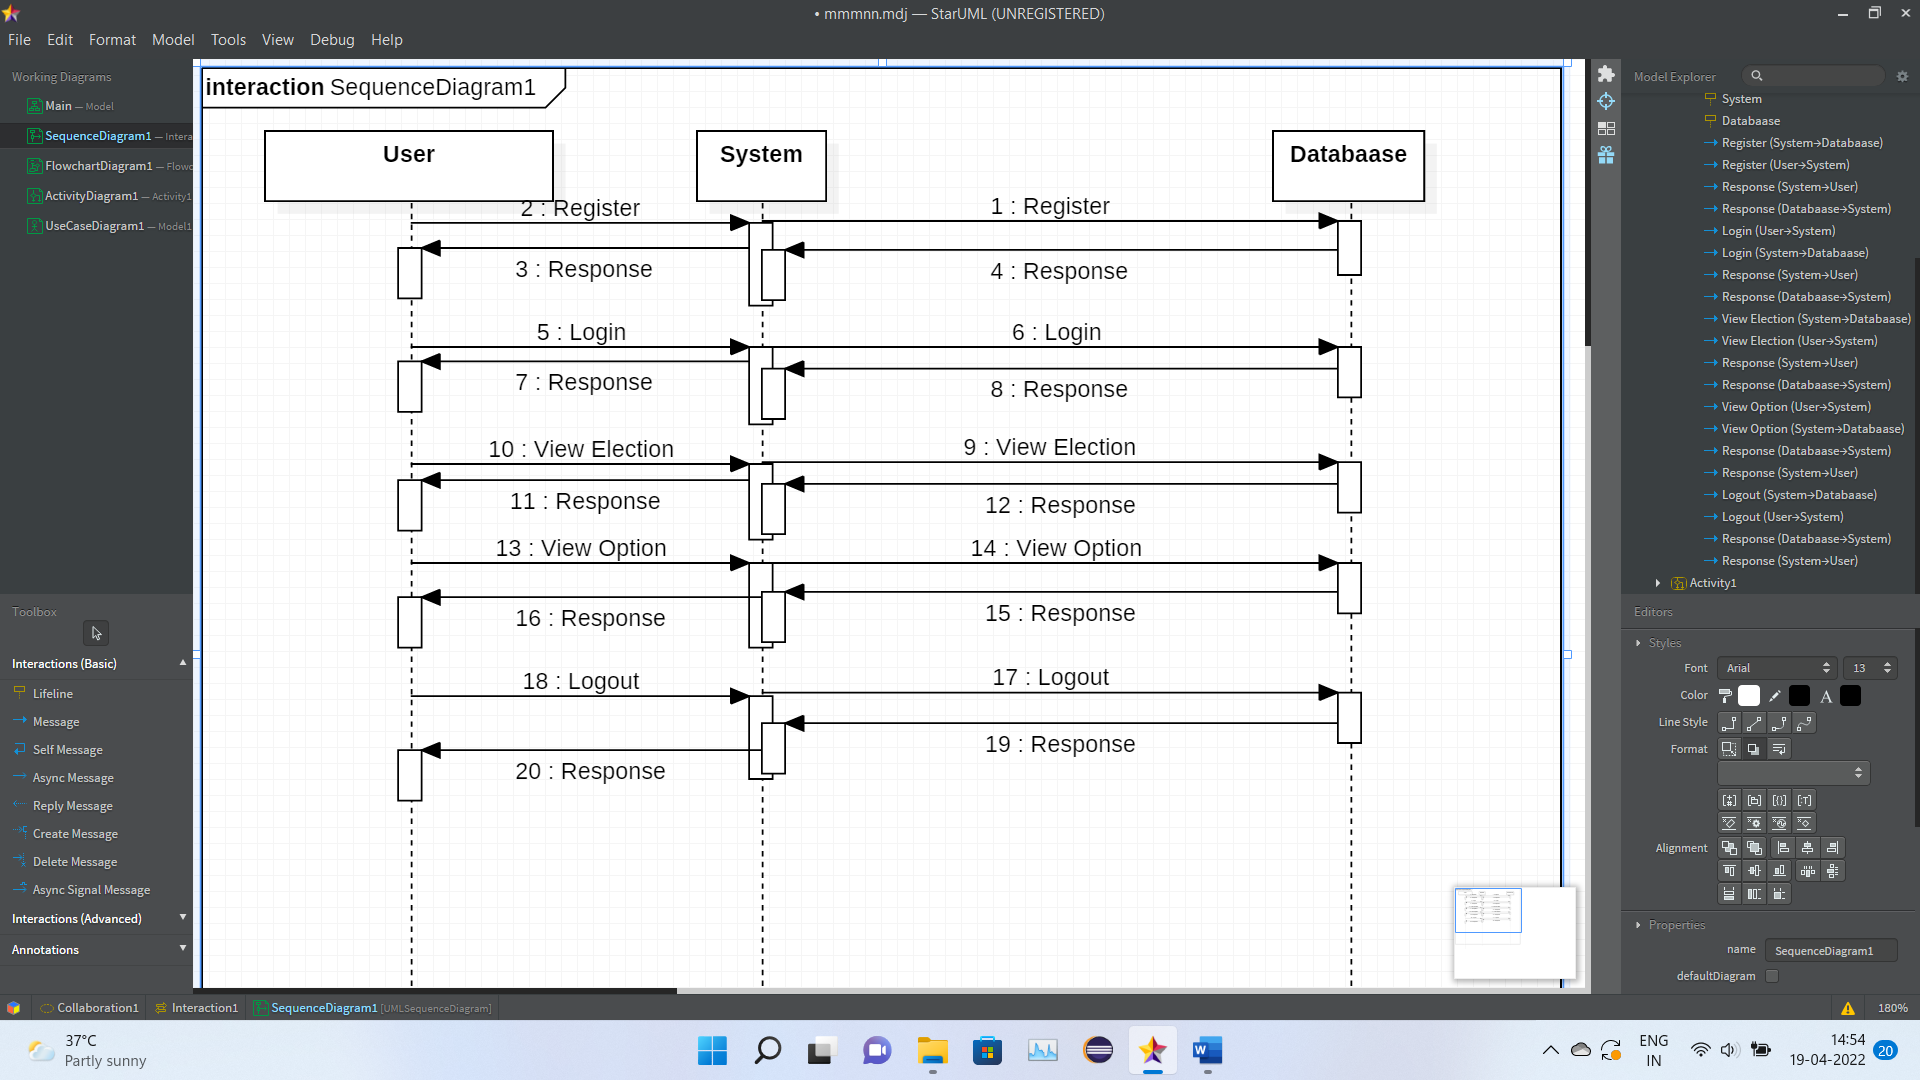 • mmmnn.mdj — StarUML (UNREGISTERED)
File Edit Format Model Tools View Debug Help
Working Diagrams
Main — Model
SequenceDiagram1 — Intera
FlowchartDiagram1 — Flowc
ActivityDiagram1 — Activity1
UseCaseDiagram1 — Model1
Toolbox
Interactions (Basic)
Lifeline
Message
Self Message
Async Message
Reply Message
Create Message
Delete Message
Async Signal Message
Interactions (Advanced)
Annotations
interaction SequenceDiagram1
User System Databaase
2 : Register 1 : Register
3 : Response 4 : Response
5 : Login 6 : Login
7 : Response 8 : Response
10 : View Election 9 : View Election
11 : Response 12 : Response
13 : View Option 14 : View Option
16 : Response 15 : Response
18 : Logout 17 : Logout
19 : Response
20 : Response
Model Explorer
System
Databaase
Register (System→Databaase)
Register (User→System)
Response (System→User)
Response (Databaase→System)
Login (User→System)
Login (System→Databaase)
Response (System→User)
Response (Databaase→System)
View Election (System→Databaase)
View Election (User→System)
Response (System→User)
Response (Databaase→System)
View Option (User→System)
View Option (System→Databaase)
Response (Databaase→System)
Response (System→User)
Logout (System→Databaase)
Logout (User→System)
Response (Databaase→System)
Response (System→User)
Activity1
Editors
Styles
Font Arial 13
Color A
Line Style
Format
Alignment
Properties
name SequenceDiagram1
defaultDiagram
Collaboration1 Interaction1 SequenceDiagram1 [UMLSequenceDiagram] 180%
37°C
Partly sunny
W
ENG
IN
14:54
19-04-2022
20